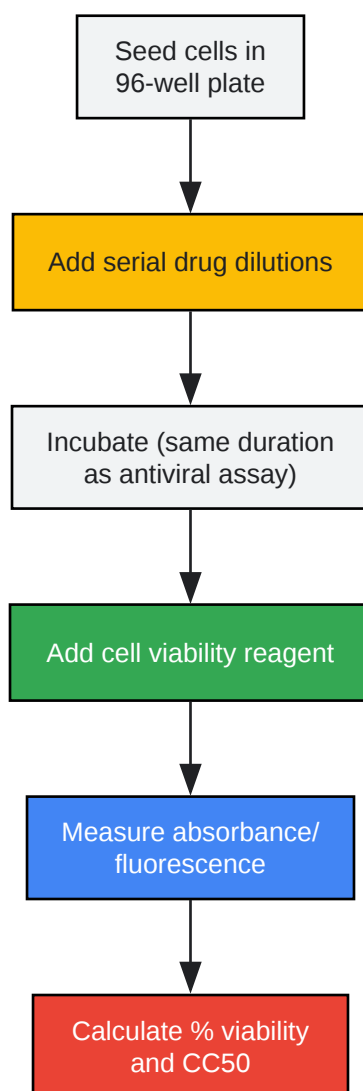 Seed cells in
96-well plate
Add serial drug dilutions
Incubate (same duration
as antiviral assay)
Add cell viability reagent
Measure absorbance/
fluorescence
Calculate % viability
and CC50